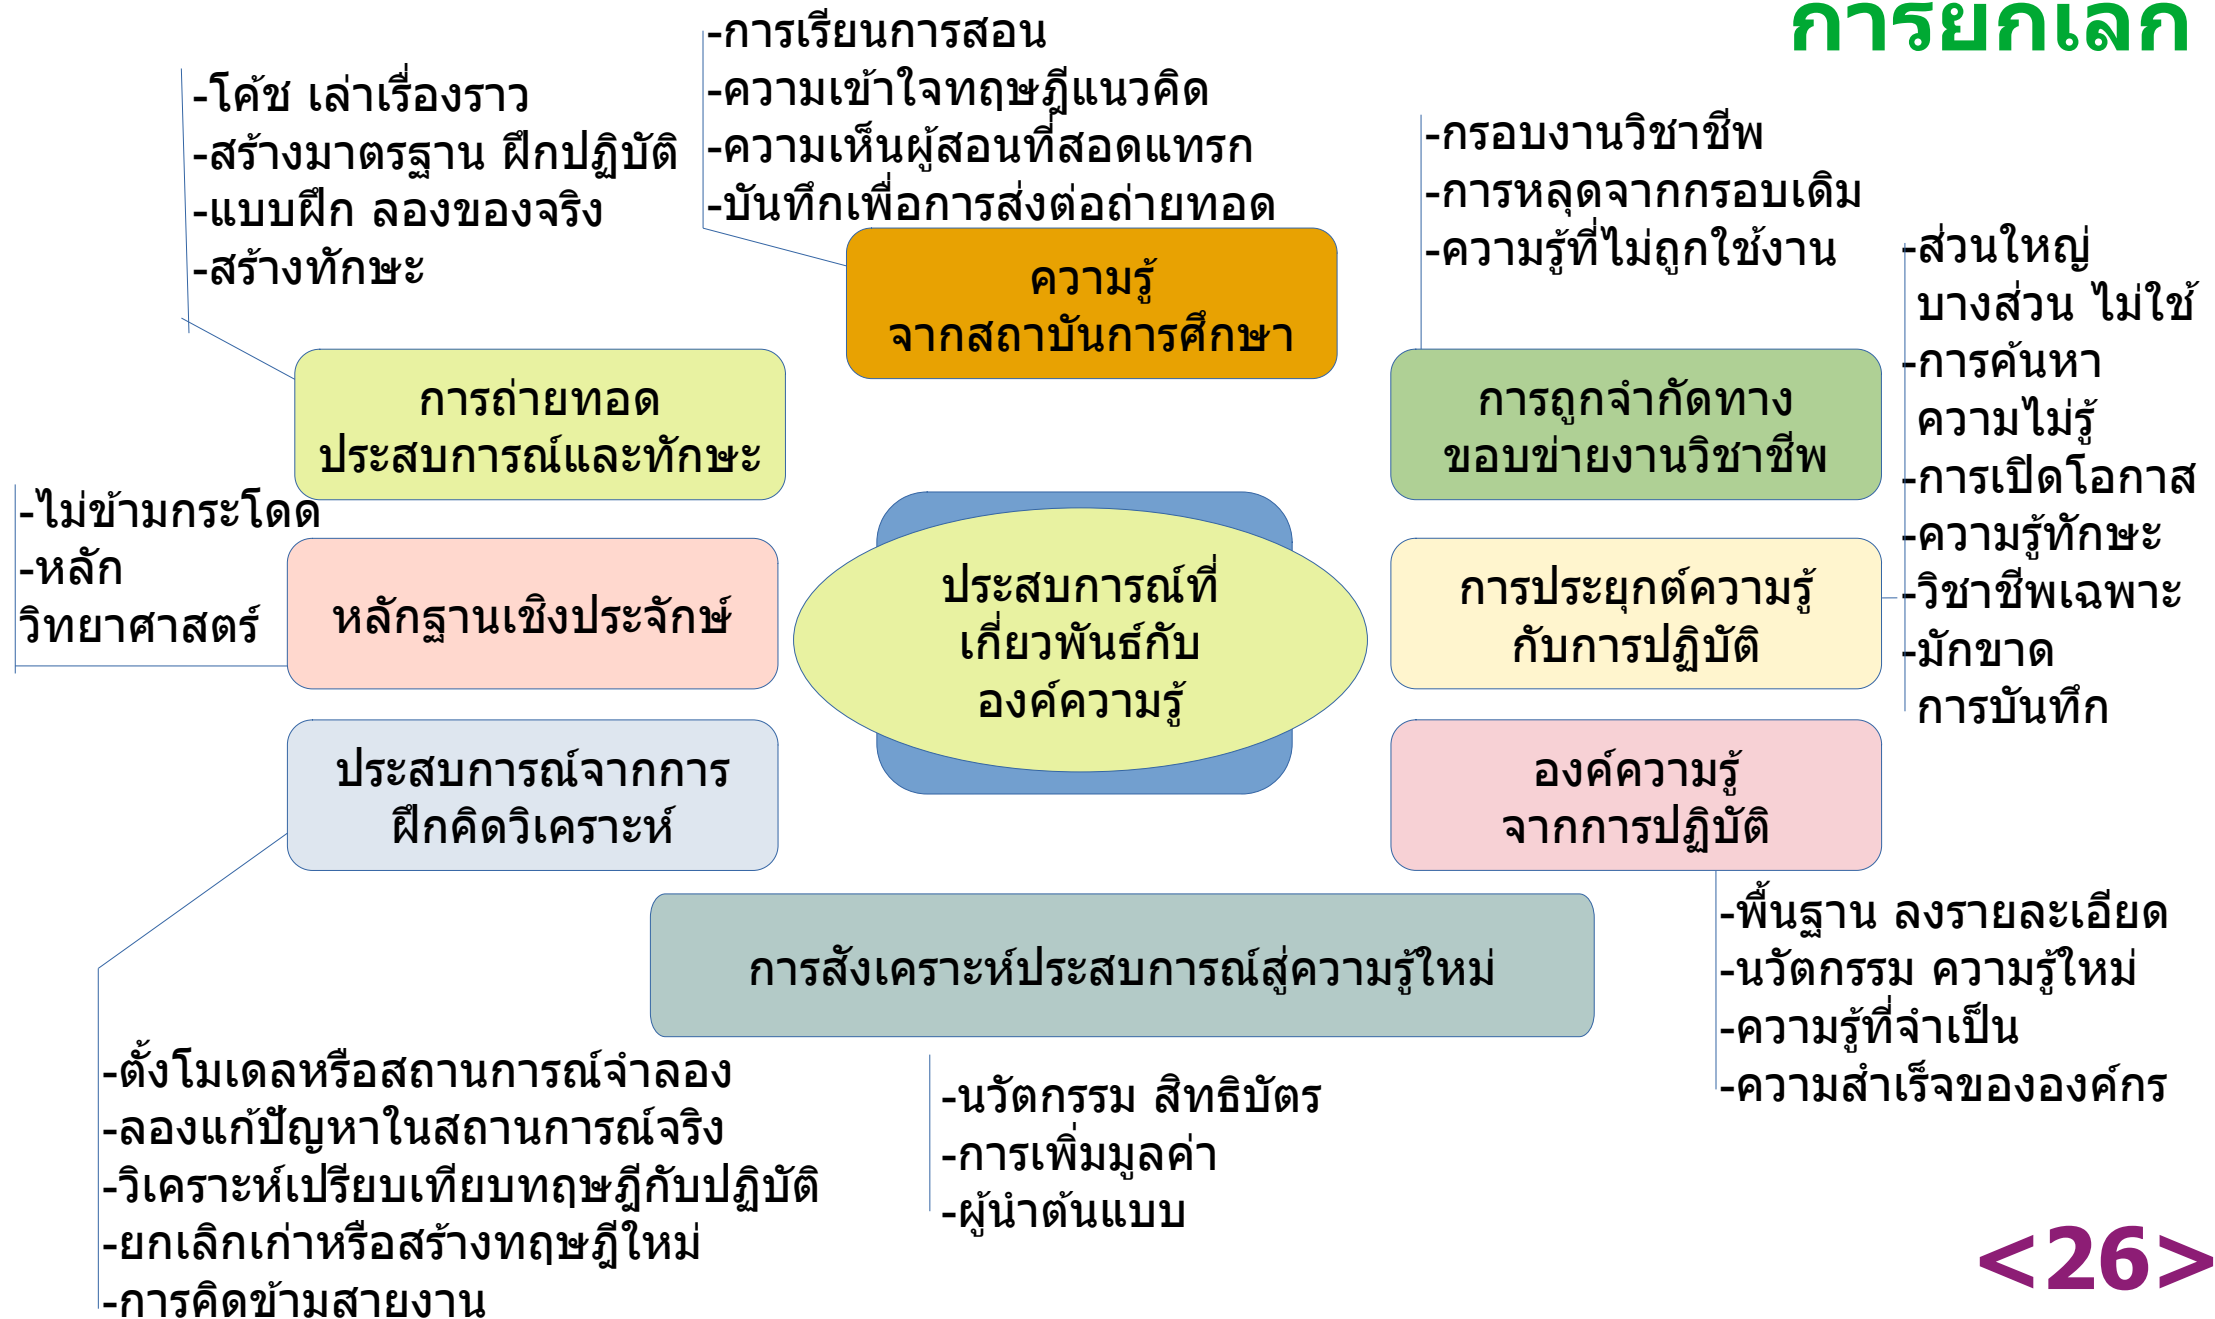 การยกเลิก
-การเรียนการสอน
-ความเข้าใจทฤษฎีแนวคิด
-ความเห็นผู้สอนที่สอดแทรก
-บันทึกเพื่อการส่งต่อถ่ายทอด
-โค้ช เล่าเรื่องราว
-สร้างมาตรฐาน ฝึกปฏิบัติ
-แบบฝึก ลองของจริง
-สร้างทักษะ
-กรอบงานวิชาชีพ
-การหลุดจากกรอบเดิม
-ความรู้ที่ไม่ถูกใช้งาน
ความรู้
จากสถาบันการศึกษา
-ส่วนใหญ่
บางส่วน ไม่ใช้
-การค้นหา
ความไม่รู้
-การเปิดโอกาส
-ความรู้ทักษะ
-วิชาชีพเฉพาะ
-มักขาด
การบันทึก
การถ่ายทอด
ประสบการณ์และทักษะ
การถูกจำกัดทาง
ขอบข่ายงานวิชาชีพ
-ไม่ข้ามกระโดด
-หลัก
วิทยาศาสตร์
หลักฐานเชิงประจักษ์
ประสบการณ์ที่
เกี่ยวพันธ์กับ
องค์ความรู้
การประยุกต์ความรู้
กับการปฏิบัติ
ประสบการณ์จากการ
ฝึกคิดวิเคราะห์
องค์ความรู้
จากการปฏิบัติ
การสังเคราะห์ประสบการณ์สู่ความรู้ใหม่
-พื้นฐาน ลงรายละเอียด
-นวัตกรรม ความรู้ใหม่
-ความรู้ที่จำเป็น
-ความสำเร็จขององค์กร
-ตั้งโมเดลหรือสถานการณ์จำลอง
-ลองแก้ปัญหาในสถานการณ์จริง
-วิเคราะห์เปรียบเทียบทฤษฎีกับปฏิบัติ
-ยกเลิกเก่าหรือสร้างทฤษฎีใหม่
-การคิดข้ามสายงาน
-นวัตกรรม สิทธิบัตร
-การเพิ่มมูลค่า
-ผู้นำต้นแบบ
<26>